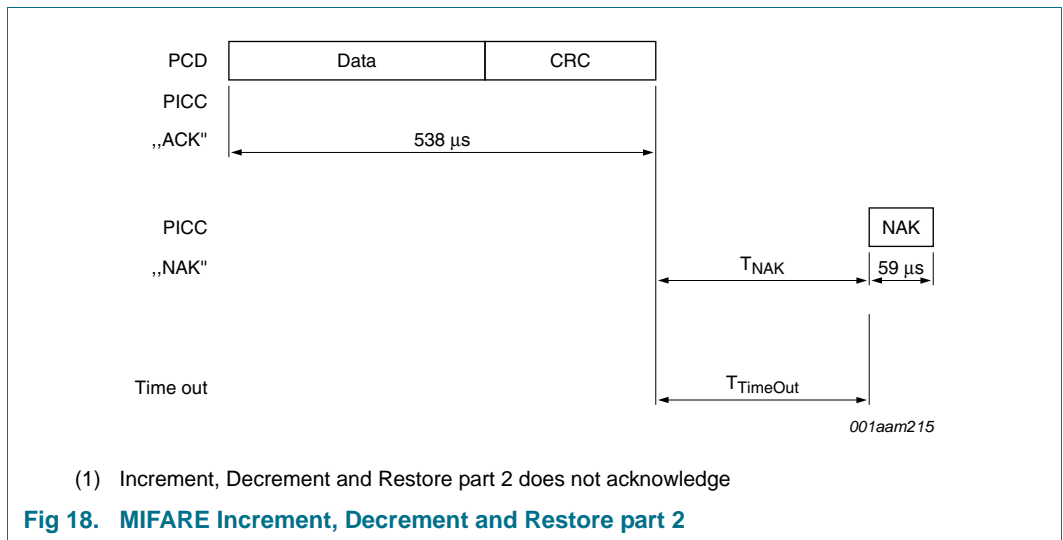 PCD Data CRC
PICC
,,ACK" 538 μs
PICC NAK
,,NAK" TNAK 59 μs
Time out TTimeOut
001aam215
(1) Increment, Decrement and Restore part 2 does not acknowledge
Fig 18. MIFARE Increment, Decrement and Restore part 2